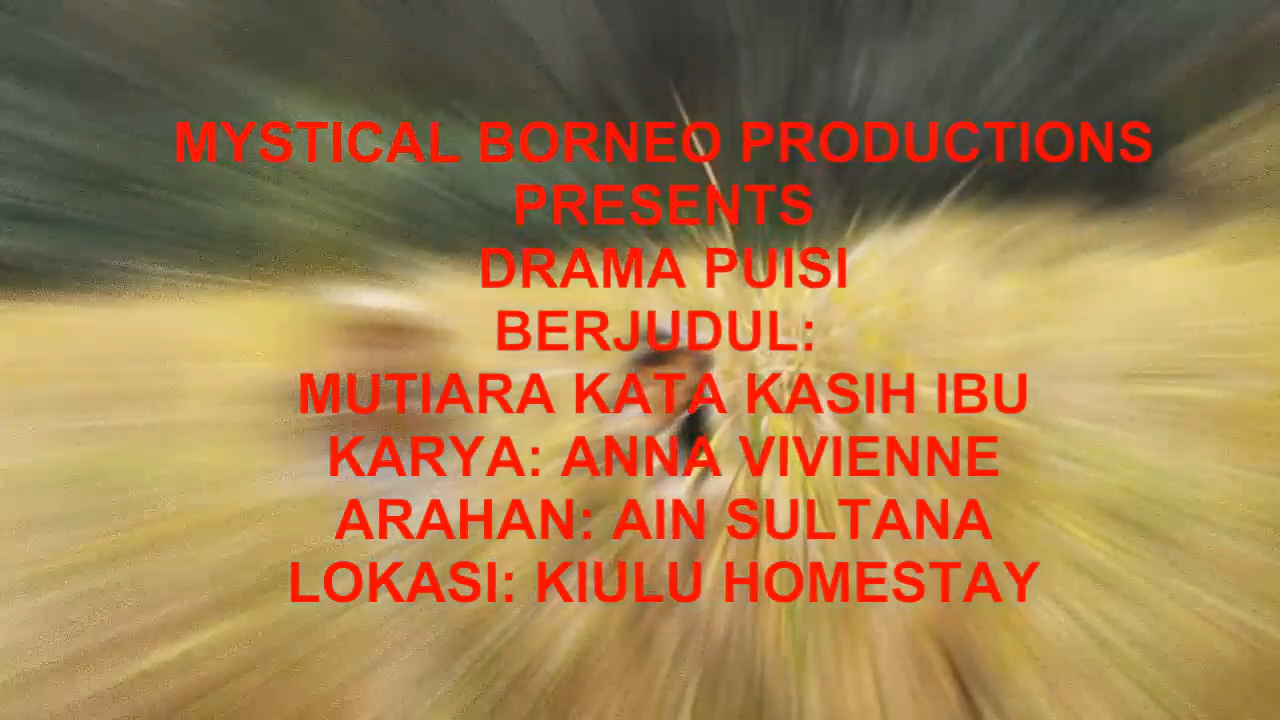 MYSTICAL BORNEO PRODUCTIONS
PRESENTS
DRAMA PUISI
BERJUDUL:
MUTIARA KATA KASIH IBU
KARYA: ANNA VIVIENNE
ARAHAN: AIN SULTANA
LOKASI: KIULU HOMESTAY